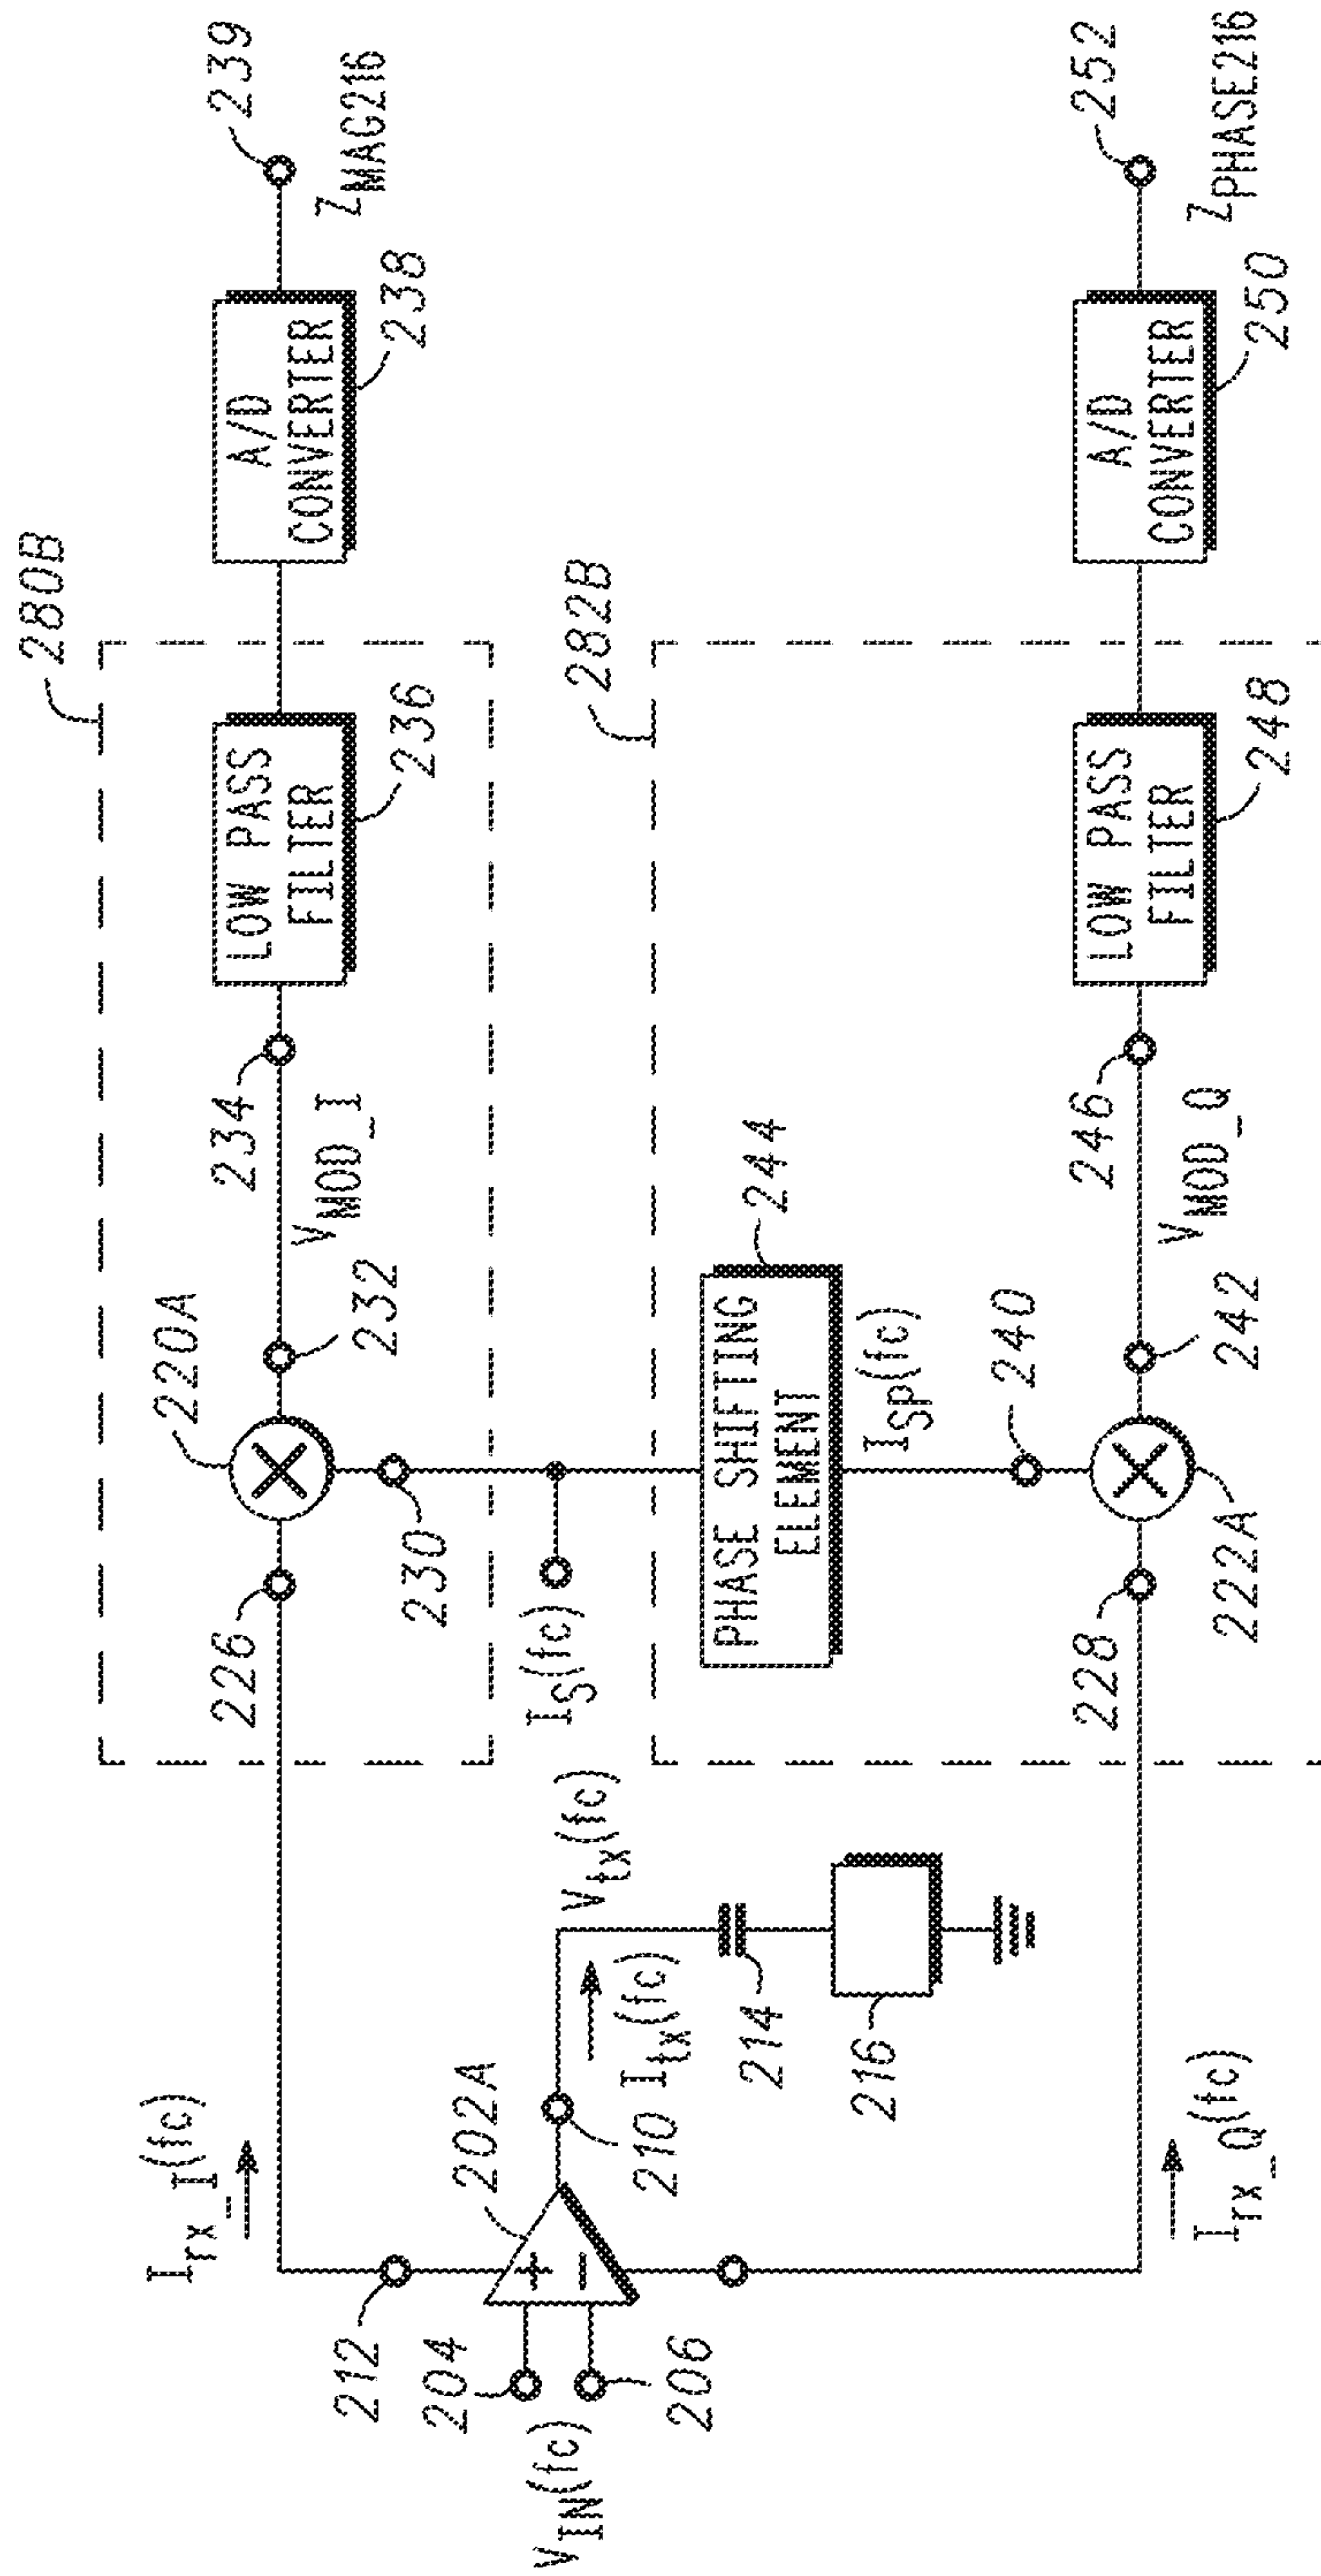 280B
I_rx_I(fc)
226
220A
232
234
V_MOD_I
LOW PASS
FILTER
236
A/D
CONVERTER
238
239
Z_MAG216
212
204
V_IN(fc)
206
202A
210
I_tx(fc)
V_tx(fc)
214
216
230
I_S(fc)
282B
PHASE SHIFTING
ELEMENT
244
I_SP(fc)
240
I_rx_Q(fc)
228
222A
242
V_MOD_Q
246
LOW PASS
FILTER
248
A/D
CONVERTER
250
252
Z_PHASE216